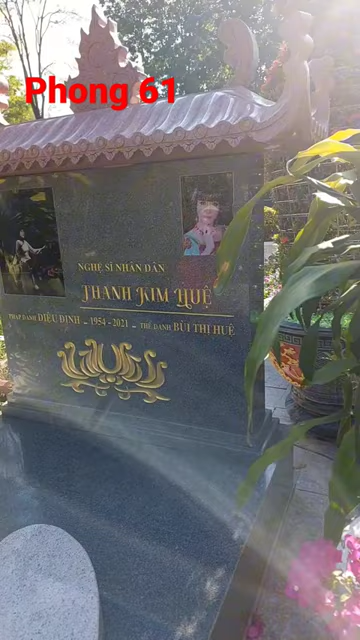 Phong 61
NGHỆ SĨ NHÂN DÂN
THANH KIM HUỆ
PHÁP DANH DIỆU ĐỊNH - 1954 - 2021 - THẾ DANH BÙI THỊ HUỆ